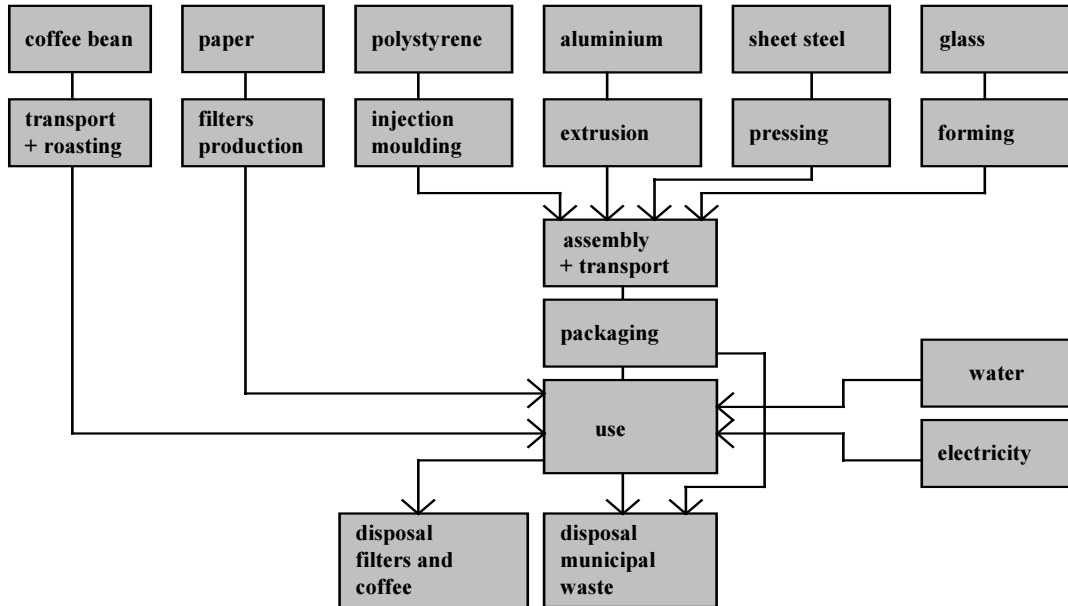 coffee bean
paper
polystyrene
aluminium
sheet steel
glass
transport
+ roasting
filters
production
injection
moulding
extrusion
pressing
forming
assembly
+ transport
packaging
water
use
electricity
disposal
filters and
coffee
disposal
municipal
waste